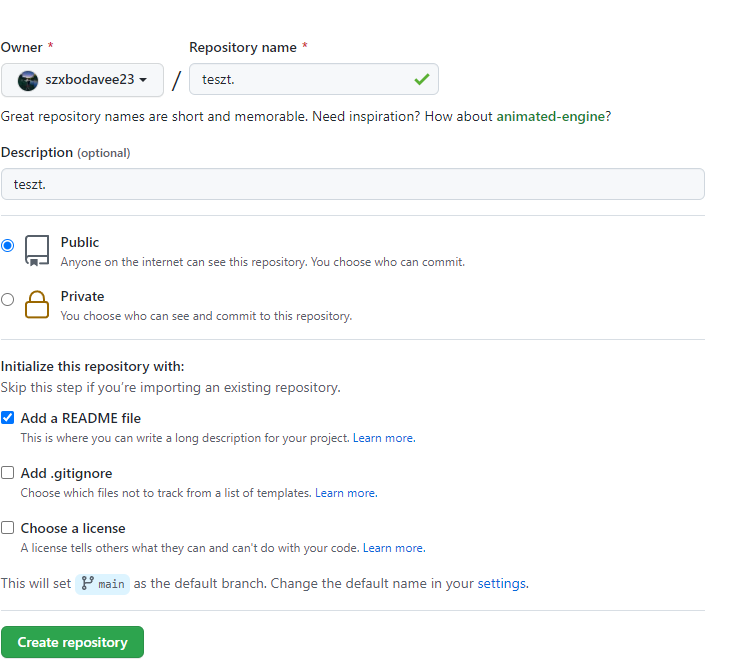 Owner *
Repository name *
szxbodavee23
/
teszt.
Great repository names are short and memorable. Need inspiration? How about animated-engine?
Description (optional)
teszt.
Public
Anyone on the internet can see this repository. You choose who can commit.
Private
You choose who can see and commit to this repository.
Initialize this repository with:
Skip this step if you're importing an existing repository.
Add a README file
This is where you can write a long description for your project. Learn more.
Add .gitignore
Choose which files not to track from a list of templates. Learn more.
Choose a license
A license tells others what they can and can't do with your code. Learn more.
This will set main as the default branch. Change the default name in your settings.
Create repository